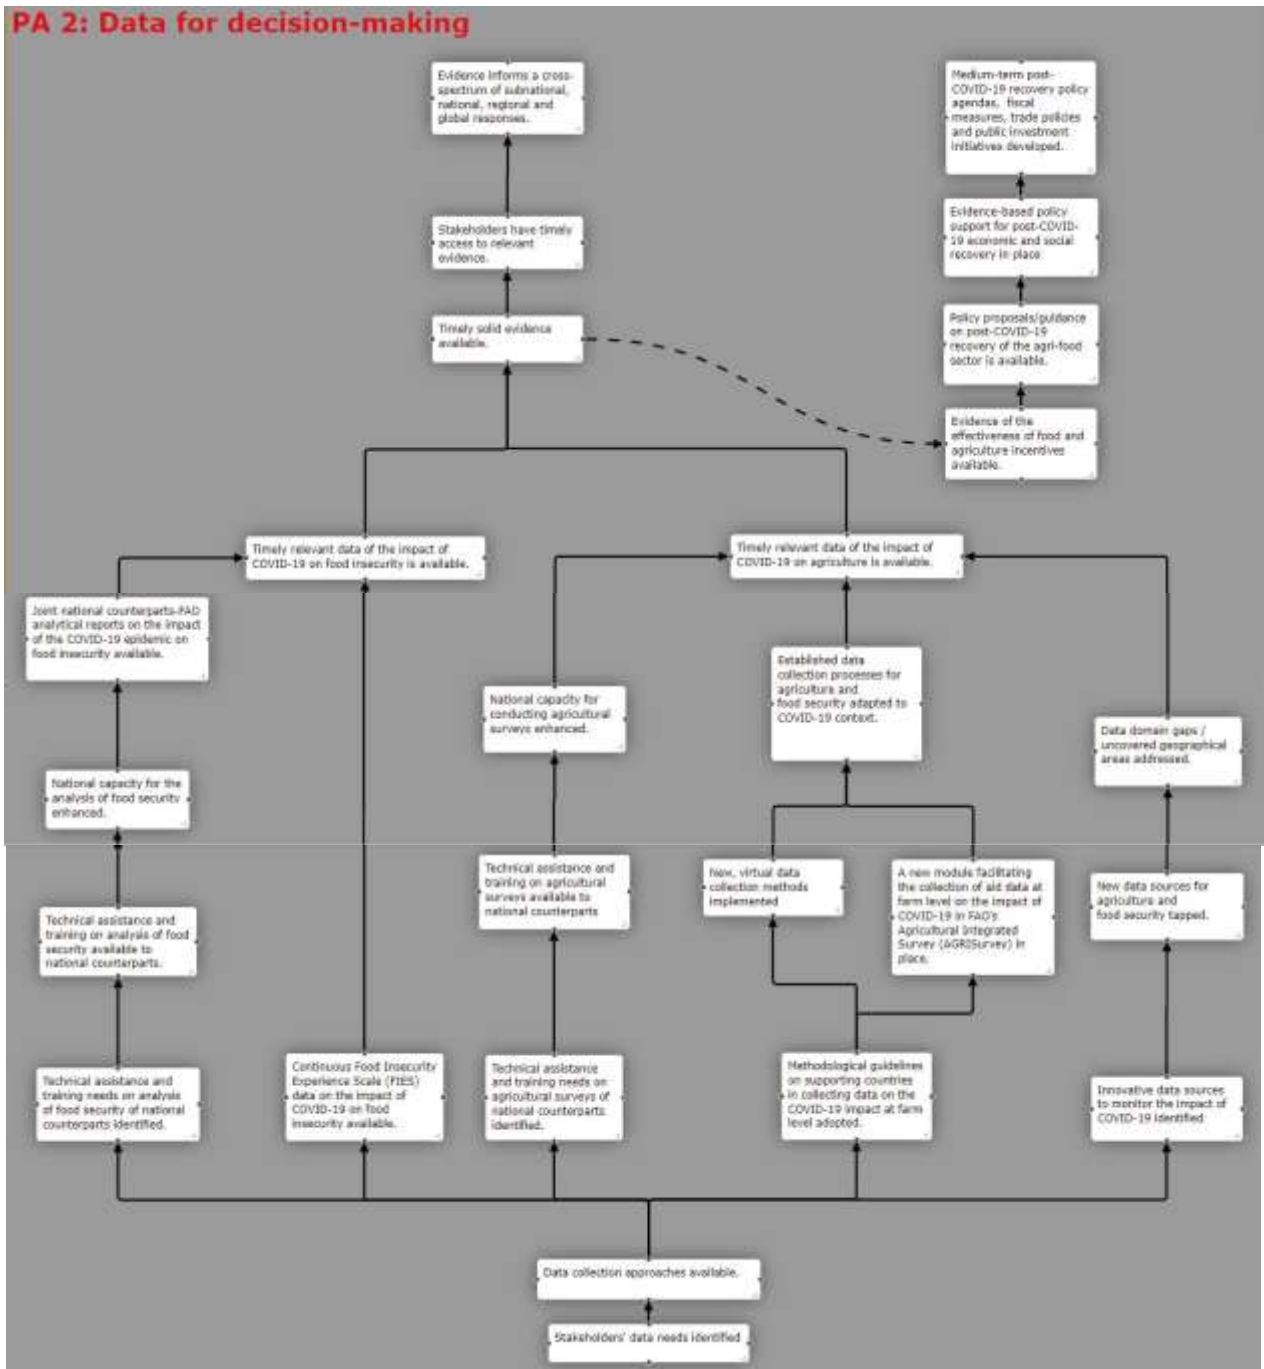 PA 2: Data for decision-making
Evidence informs a cross-
spectrum of subnational,
national, regional and
global responses.
Medium-term post-
COVID-19 recovery policy
agendas, fiscal
measures, trade policies
and public investment
initiatives developed.
Stakeholders have timely
access to relevant
evidence.
Evidence-based policy
support for post-COVID-
19 economic and social
recovery in place
Timely solid evidence
available.
Policy proposals/guidance
on post-COVID-19
recovery of the agri-food
sector is available.
Evidence of the
effectiveness of food and
agriculture incentives
available.
Timely relevant data of the impact of
COVID-19 on food insecurity is available.
Timely relevant data of the impact of
COVID-19 on agriculture is available.
Joint national counterparts-FAO
analytical reports on the impact
of the COVID-19 epidemic on
food insecurity available.
National capacity for
conducting agricultural
surveys enhanced.
Established data
collection processes for
agriculture and
food security adapted to
COVID-19 context.
Data domain gaps /
uncovered geographical
areas addressed.
National capacity for the
analysis of food security
enhanced.
Technical assistance and
training on analysis of food
security available to
national counterparts.
Technical assistance and
training on agricultural
surveys available to
national counterparts
New, virtual data
collection methods
implemented
A new module facilitating
the collection of aid data at
farm level on the impact of
COVID-19 in FAO's
Agricultural Integrated
Survey (AGRISurvey) in
place.
New data sources for
agriculture and
food security tapped.
Technical assistance and
training needs on analysis
of food security of national
counterparts identified.
Continuous Food Insecurity
Experience Scale (FIES)
data on the impact of
COVID-19 on food
insecurity available.
Technical assistance
and training needs on
agricultural surveys of
national counterparts
identified.
Methodological guidelines
on supporting countries
in collecting data on the
COVID-19 impact at farm
level adopted.
Innovative data sources
to monitor the impact of
COVID-19 identified
Data collection approaches available.
Stakeholders' data needs identified